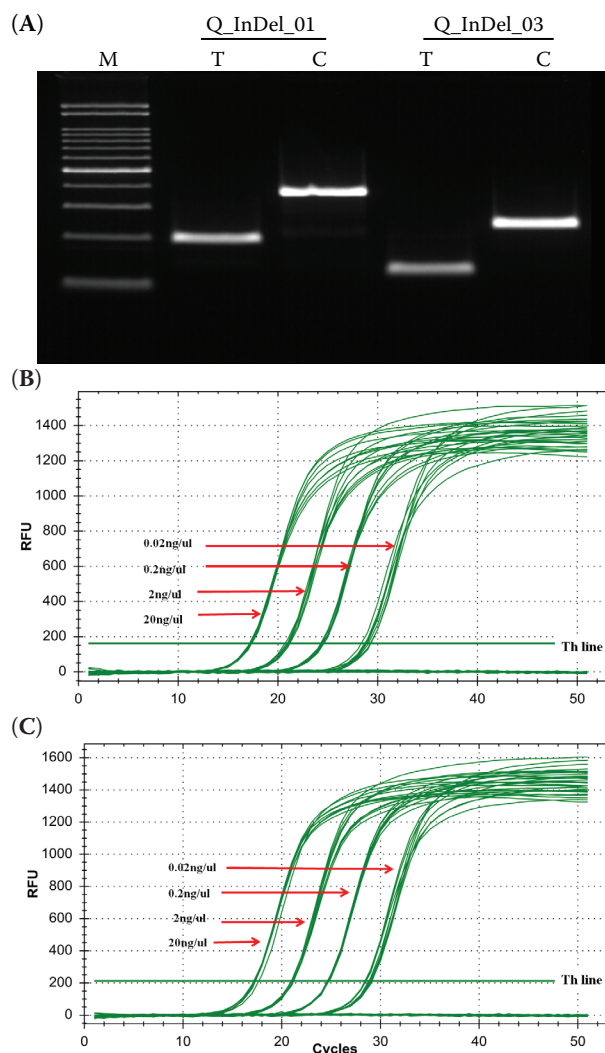 (A)
Q_InDel_01 Q_InDel_03
M T C T C
(B)
1400
1200
1000
800
600
400
200
0
RFU
0.02ng/ul
0.2ng/ul
2ng/ul
20ng/ul
Th line
0 10 20 30 40 50
(C)
1600
1400
1200
1000
800
600
400
200
0
RFU
0.02ng/ul
0.2ng/ul
2ng/ul
20ng/ul
Th line
0 10 20 30 40 50
Cycles